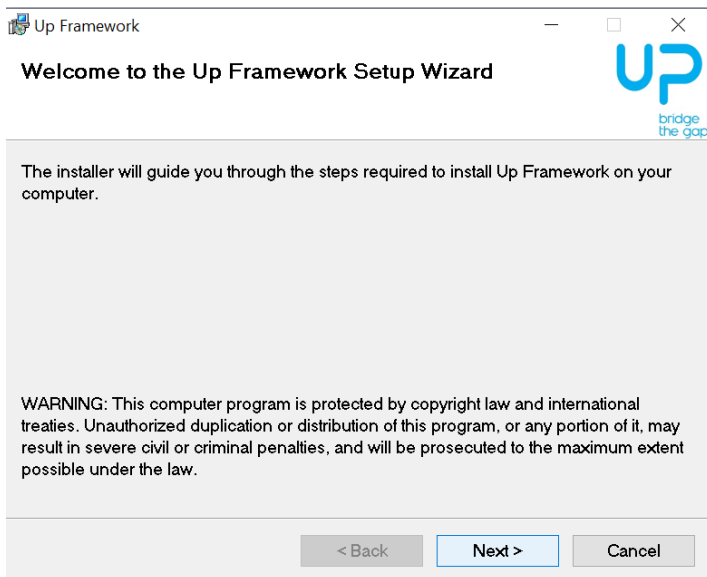 Up Framework
Welcome to the Up Framework Setup Wizard
UP
bridge
the gap
The installer will guide you through the steps required to install Up Framework on your
computer.
WARNING: This computer program is protected by copyright law and international
treaties. Unauthorized duplication or distribution of this program, or any portion of it, may
result in severe civil or criminal penalties, and will be prosecuted to the maximum extent
possible under the law.
< Back
Next >
Cancel